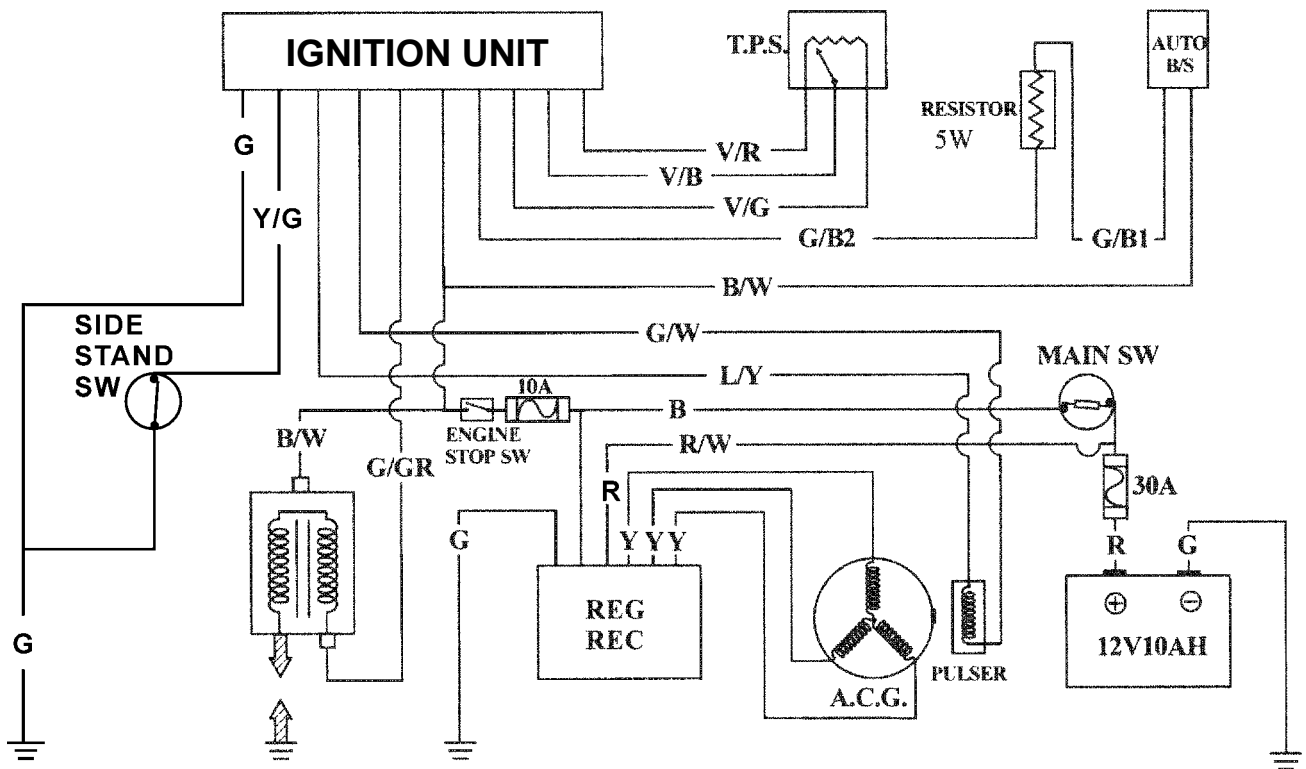 IGNITION UNIT
T.P.S.
AUTO
B/S
RESISTOR
5W
G
V/R
V/B
Y/G
V/G
G/B2
G/B1
B/W
SIDE
STAND
SW
G/W
MAIN SW
L/Y
10A
B
B/W
ENGINE
STOP SW
R/W
G/GR
R
30A
G
Y
Y
Y
R
G
REG
REC
⊕
⊖
12V10AH
G
PULSER
A.C.G.